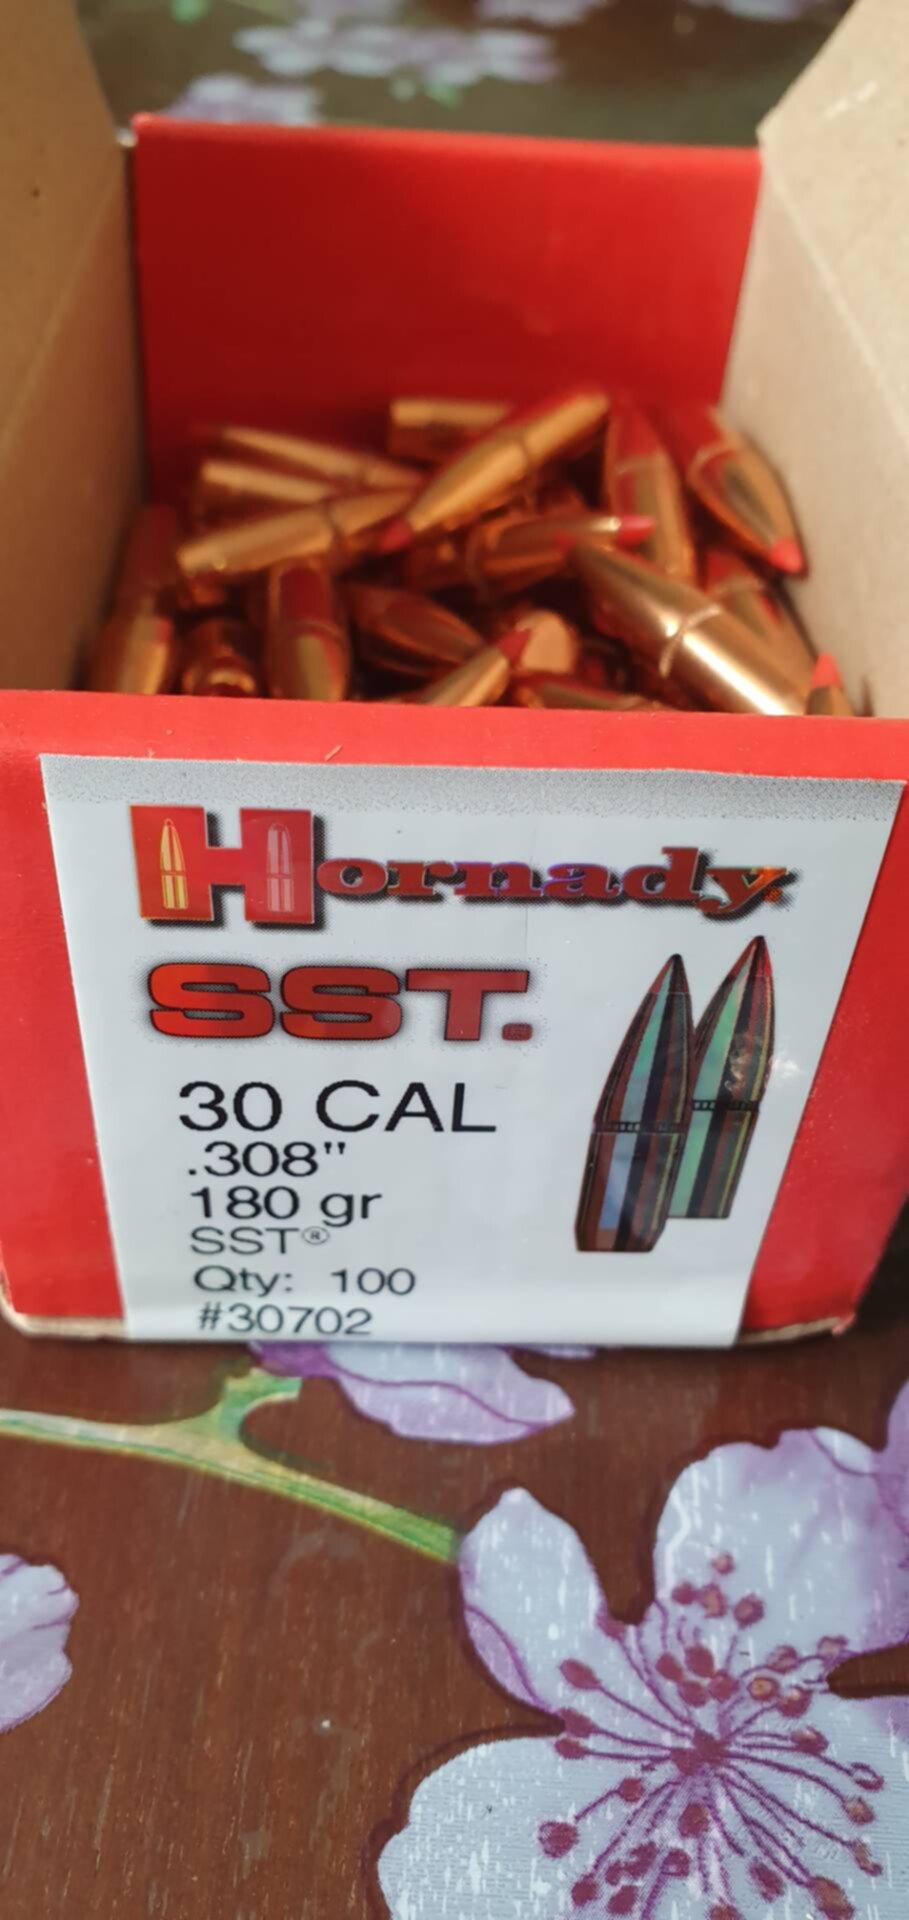 Hornady®
SST.
30 CAL
.308"
180 gr
SST®
Qty: 100
#30702